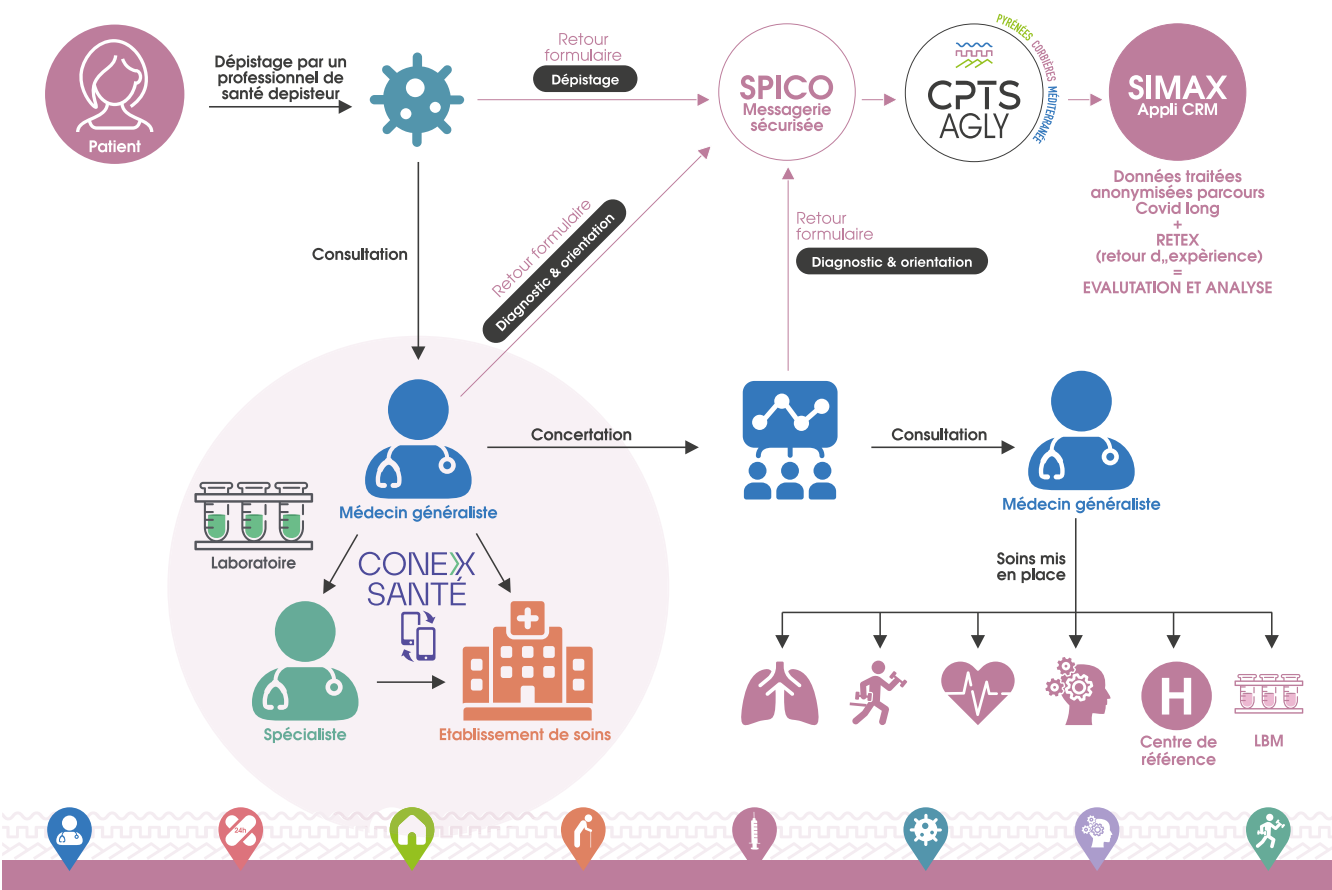 Patient
Dépistage par un
professionnel de
santé depisteur
Retour
formulaire
Dépistage
SPICO
Messagerie
sécurisée
CPTS
AGLY
PYRÉNÉES CORBIÈRES MÉDITERRANÉE
SIMAX
Appli CRM
Données traitées
anonymisées parcours
Covid long
+
RETEX
(retour d„expèrience)
=
EVALUTATION ET ANALYSE
Consultation
Retour formulaire
Diagnostic & orientation
Retour
formulaire
Diagnostic & orientation
Médecin généraliste
Concertation
Consultation
Médecin généraliste
Laboratoire
CONEX
SANTÉ
Spécialiste
Etablissement de soins
Soins mis
en place
H
Centre de
référence
LBM
24h